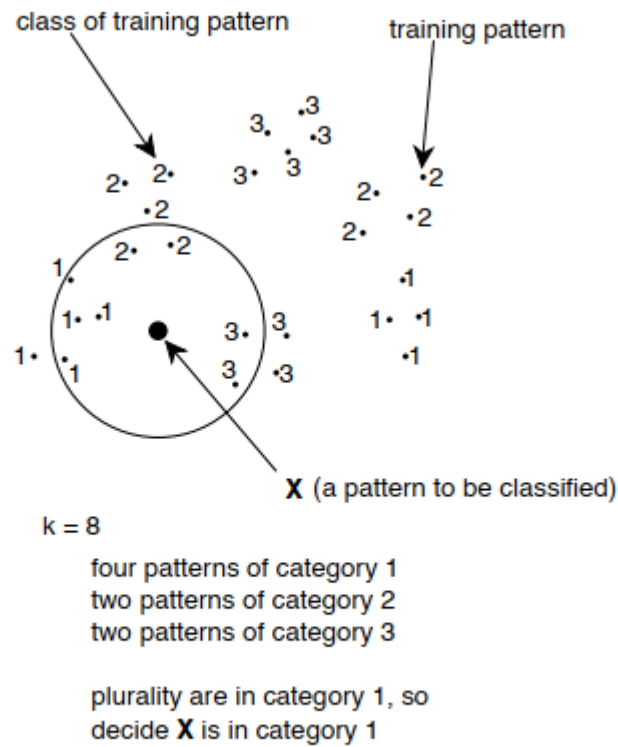 class of training pattern
training pattern
3
3 3
3 3
2 2
2
2
2
2
2
2
2 2
1
1
1 1
3 3
1 1
1
1
3 3
1
X (a pattern to be classified)
k = 8
four patterns of category 1
two patterns of category 2
two patterns of category 3
plurality are in category 1, so
decide X is in category 1